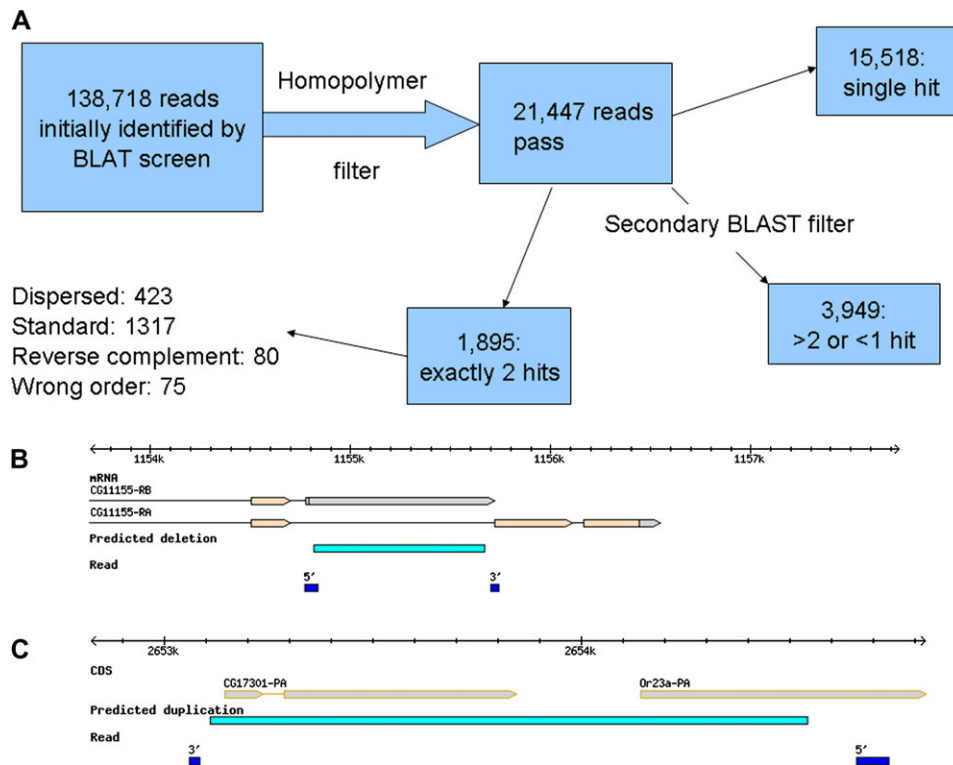 A
138,718 reads
initially identified by
BLAT screen
Homopolymer
filter
21,447 reads
pass
15,518:
single hit
Secondary BLAST filter
3,949:
>2 or <1 hit
1,895:
exactly 2 hits
Dispersed: 423
Standard: 1317
Reverse complement: 80
Wrong order: 75
B
1154k 1155k 1156k 1157k
mRNA
CG11155-RB
CG11155-RA
Predicted deletion
Read
5′ 3′
C
2653k 2654k
CDS
CG17301-PA Or23a-PA
Predicted duplication
Read
3′ 5′